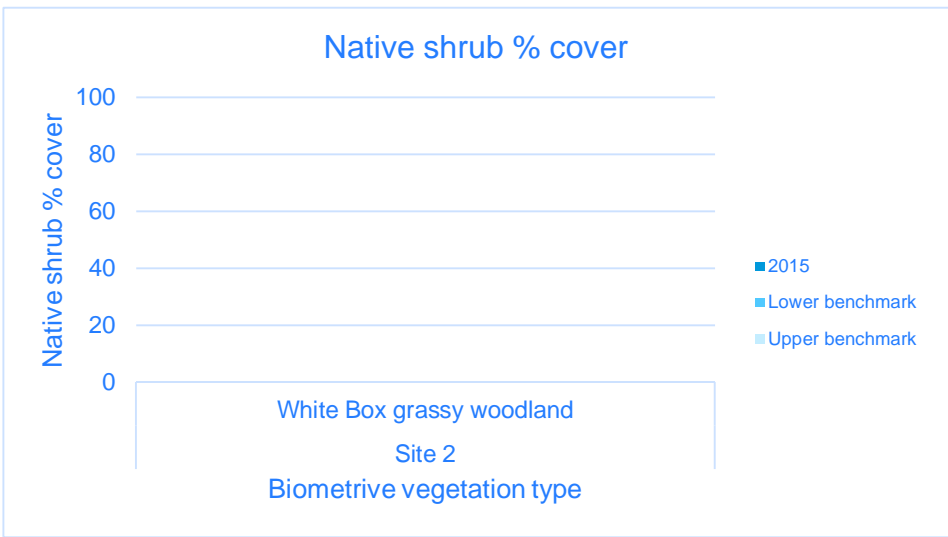 Native shrub % cover
Native shrub % cover
100
80
60
40
20
0
White Box grassy woodland
Site 2
Biometrive vegetation type
2015
Lower benchmark
Upper benchmark